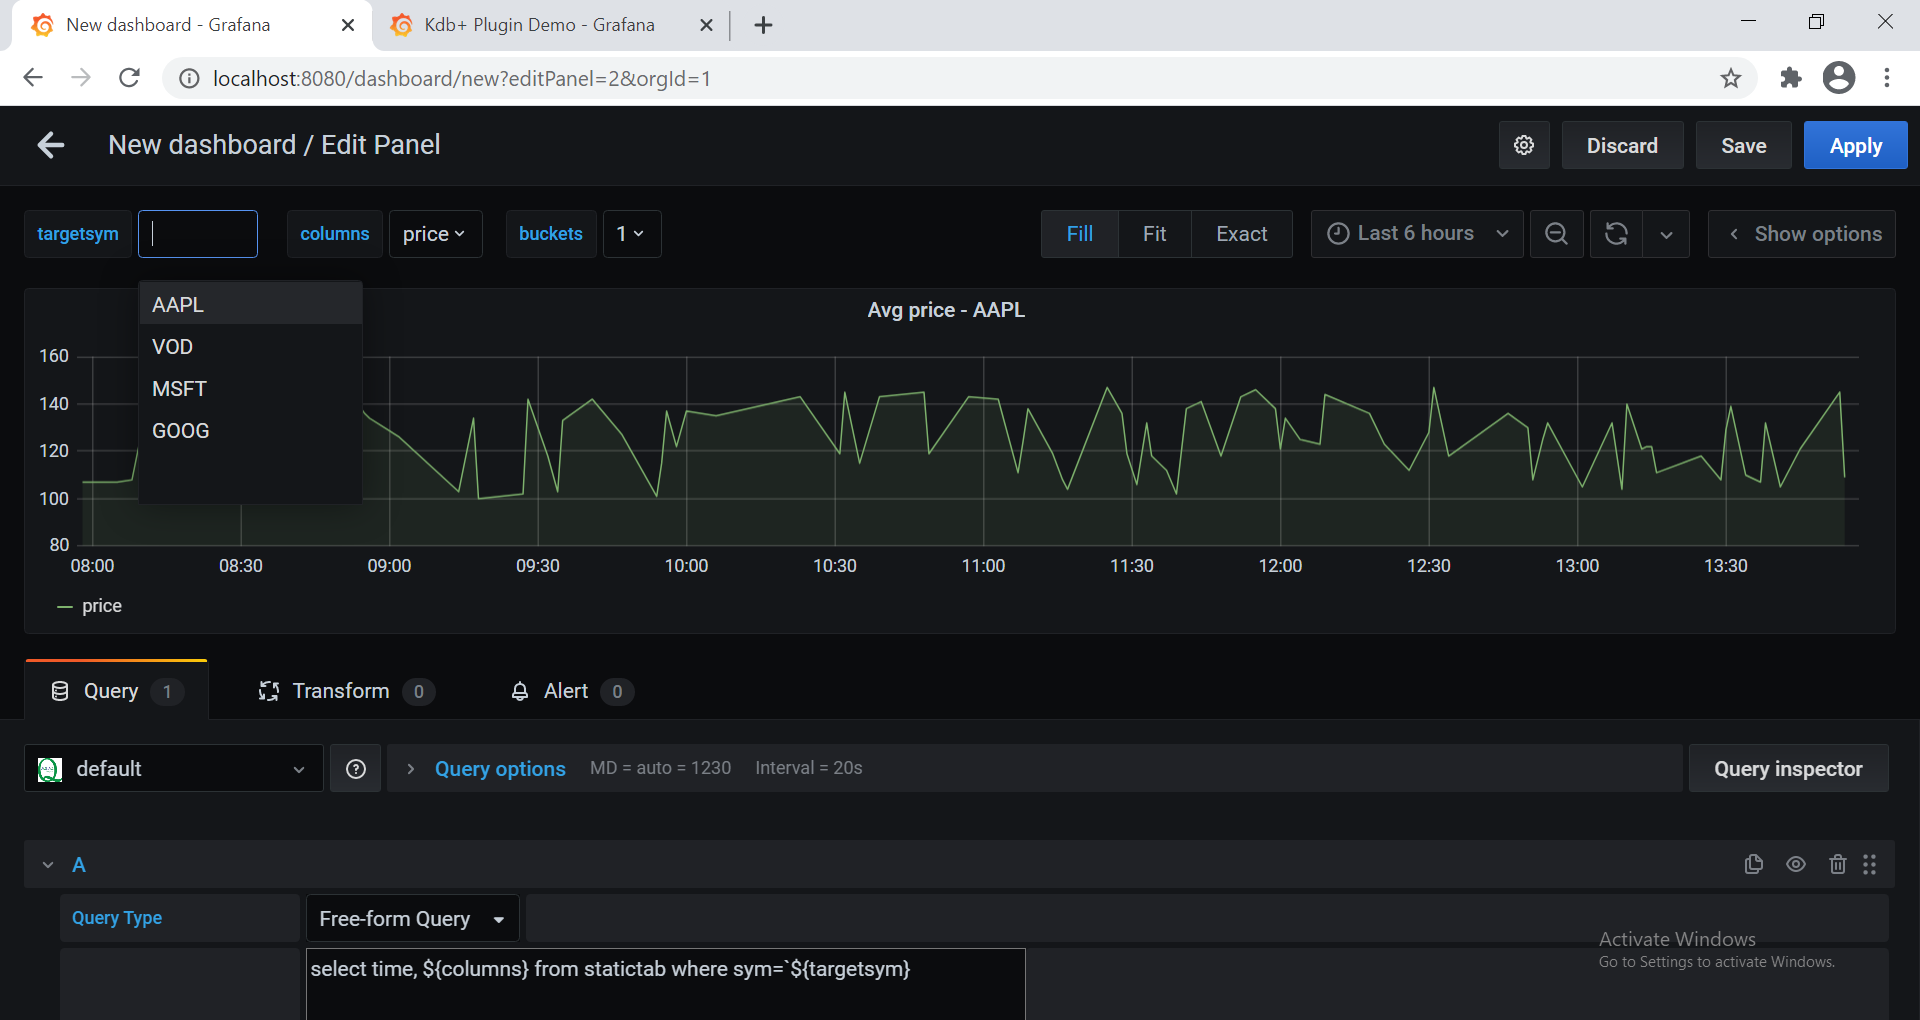 New dashboard - Grafana
Kdb+ Plugin Demo - Grafana
localhost:8080/dashboard/new?editPanel=2&orgId=1
New dashboard / Edit Panel
Discard
Save
Apply
targetsym
columns
price
buckets
1
Fill
Fit
Exact
Last 6 hours
Show options
AAPL
VOD
MSFT
GOOG
Avg price - AAPL
160
140
120
100
80
08:00
08:30
09:00
09:30
10:00
10:30
11:00
11:30
12:00
12:30
13:00
13:30
price
Query 1
Transform 0
Alert 0
default
Query options
MD = auto = 1230
Interval = 20s
Query inspector
A
Query Type
Free-form Query
Activate Windows
Go to Settings to activate Windows.
select time, ${columns} from statictab where sym=`${targetsym}